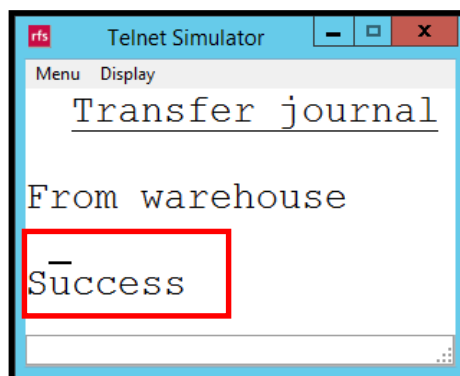 rfs
Telnet Simulator
Menu Display
Transfer journal
From warehouse
_
Success